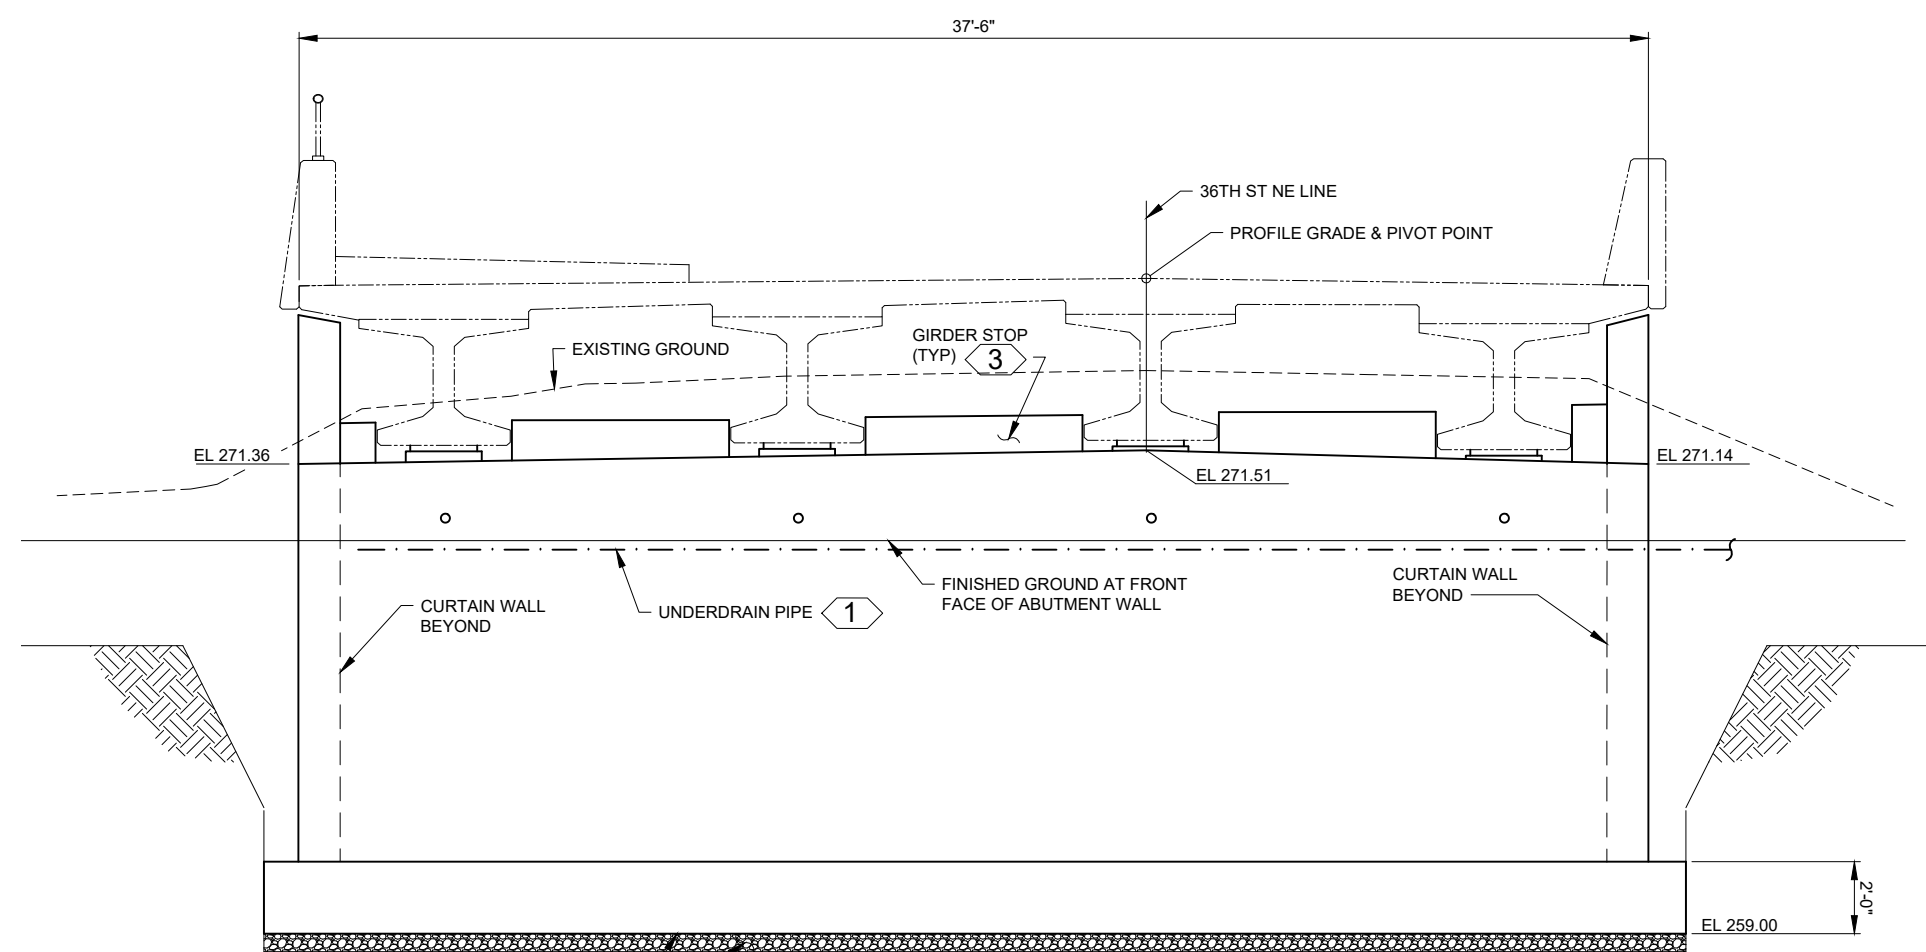 37'-6"
36TH ST NE LINE
PROFILE GRADE & PIVOT POINT
GIRDER STOP
(TYP) 3
EXISTING GROUND
EL 271.36
EL 271.14
EL 271.51
CURTAIN WALL
BEYOND
UNDERDRAIN PIPE 1
FINISHED GROUND AT FRONT
FACE OF ABUTMENT WALL
CURTAIN WALL
BEYOND
2'-0"
EL 259.00